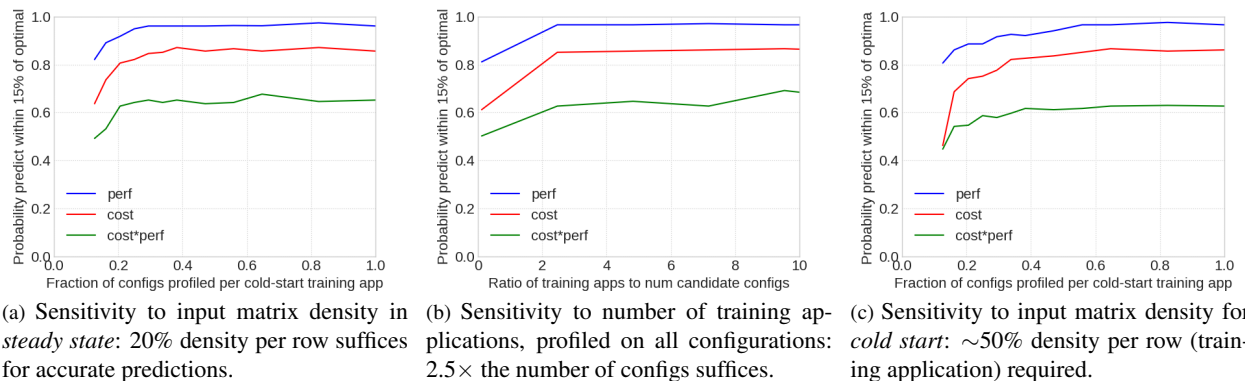 Probability predict within 15% of optimal
1.0
0.8
0.6
0.4
0.2
0.0
perf
cost
cost*perf
0.0 0.2 0.4 0.6 0.8 1.0
Fraction of configs profiled per cold-start training app
(a) Sensitivity to input matrix density in
steady state: 20% density per row suffices
for accurate predictions.
Probability predict within 15% of optimal
1.0
0.8
0.6
0.4
0.2
0.0
perf
cost
cost*perf
0 2 4 6 8 10
Ratio of training apps to num candidate configs
(b) Sensitivity to number of training ap-
plications, profiled on all configurations:
2.5× the number of configs suffices.
Probability predict within 15% of optimal
1.0
0.8
0.6
0.4
0.2
0.0
perf
cost
cost*perf
0.0 0.2 0.4 0.6 0.8 1.0
Fraction of configs profiled per cold-start training app
(c) Sensitivity to input matrix density for
cold start: ∼50% density per row (train-
ing application) required.